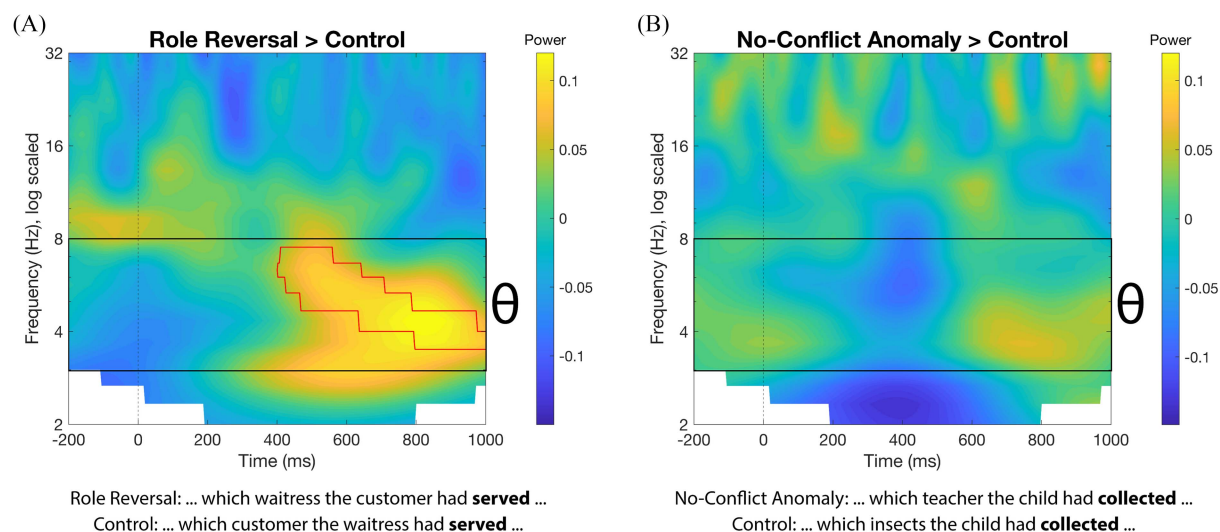 (A)
Role Reversal > Control
Power
32
16
8
4
2
Frequency (Hz), log scaled
-200 0 200 400 600 800 1000
Time (ms)
θ
0.1
0.05
0
-0.05
-0.1
Role Reversal: ... which waitress the customer had served ...
Control: ... which customer the waitress had served ...
(B)
No-Conflict Anomaly > Control
Power
32
16
8
4
2
Frequency (Hz), log scaled
-200 0 200 400 600 800 1000
Time (ms)
θ
0.1
0.05
0
-0.05
-0.1
No-Conflict Anomaly: ... which teacher the child had collected ...
Control: ... which insects the child had collected ...